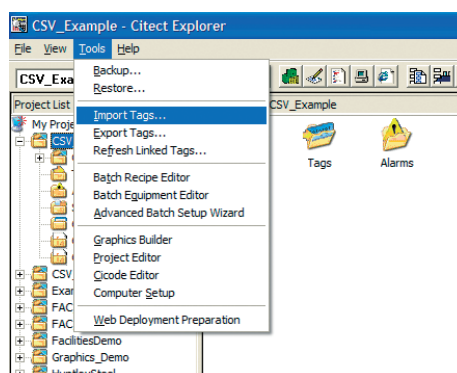 CSV_Example - Citect Explorer
File View Tools Help
CSV_Exa
Backup...
Restore...
Project List
CSV_Example
My Proje
Import Tags...
CSV
Export Tags...
Refresh Linked Tags...
Tags
Alarms
Batch Recipe Editor
Batch Equipment Editor
Advanced Batch Setup Wizard
Graphics Builder
Project Editor
Cicode Editor
CSV_
Computer Setup
Exar
FAC
Web Deployment Preparation
FAC
FacilitiesDemo
Graphics_Demo
HuntleySteel